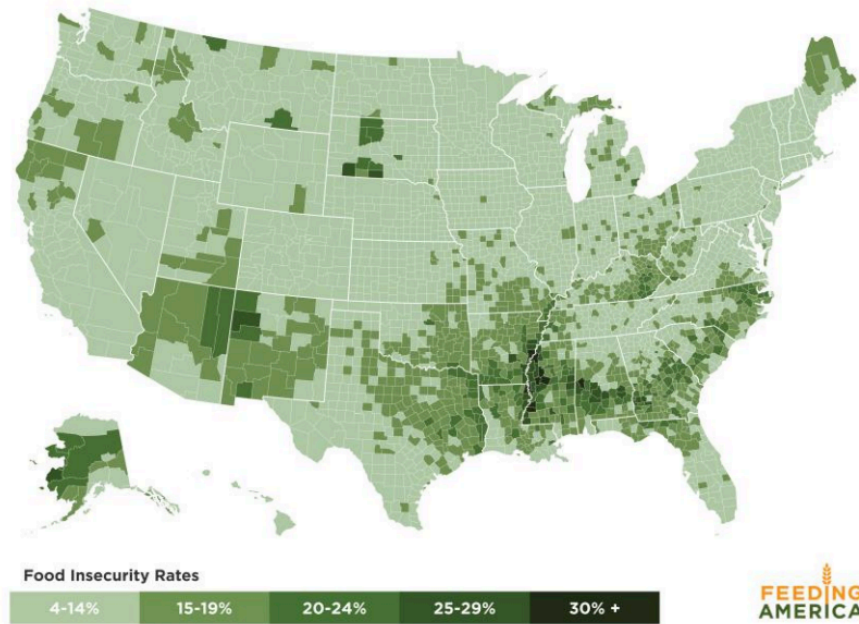 Food Insecurity Rates
4-14% 15-19% 20-24% 25-29% 30% +
FEEDING
AMERICA